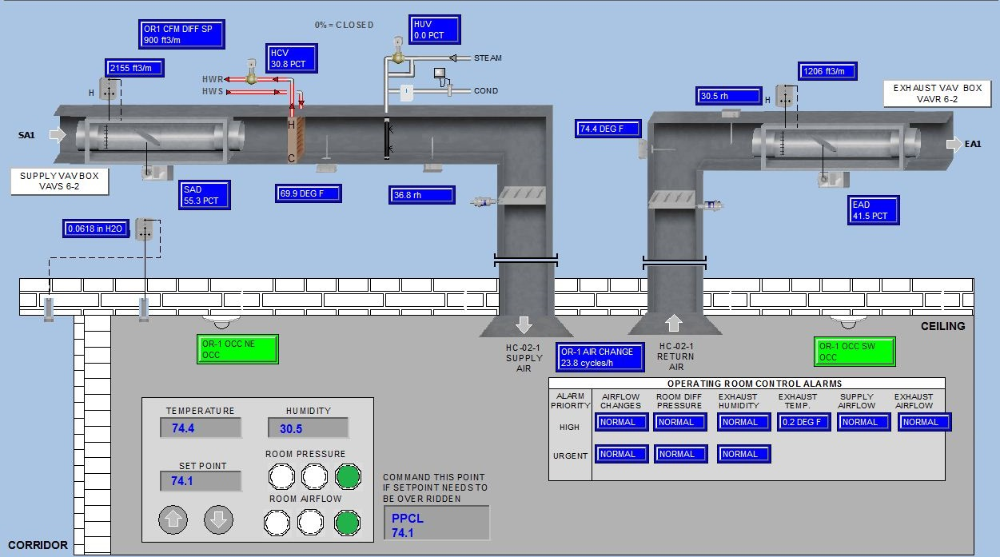 OR1 CFM DIFF SP
900 ft3/m
0% = CLOSED
HUV
0.0 PCT
HCV
30.8 PCT
STEAM
2155 ft3/m
1206 ft3/m
HWR
HWS
H
COND
30.5 rh
H
EXHAUST VAV BOX
VAVR 6-2
SA1
H
C
74.4 DEG F
EA1
SUPPLY VAV BOX
VAVS 6-2
SAD
55.3 PCT
69.9 DEG F
36.8 rh
EAD
41.5 PCT
0.0618 in H2O
CEILING
OR-1 OCC NE
OCC
HC-02-1
SUPPLY
AIR
OR-1 AIR CHANGE
23.8 cycles/h
HC-02-1
RETURN
AIR
OR-1 OCC SW
OCC
OPERATING ROOM CONTROL ALARMS
ALARM PRIORITY
AIRFLOW CHANGES
ROOM DIFF PRESSURE
EXHAUST HUMIDITY
EXHAUST TEMP.
SUPPLY AIRFLOW
EXHAUST AIRFLOW
HIGH NORMAL NORMAL NORMAL 0.2 DEG F NORMAL NORMAL
URGENT NORMAL NORMAL NORMAL
TEMPERATURE
74.4
HUMIDITY
30.5
SET POINT
74.1
ROOM PRESSURE
ROOM AIRFLOW
COMMAND THIS POINT
IF SETPOINT NEEDS TO
BE OVER RIDDEN
PPCL
74.1
CORRIDOR